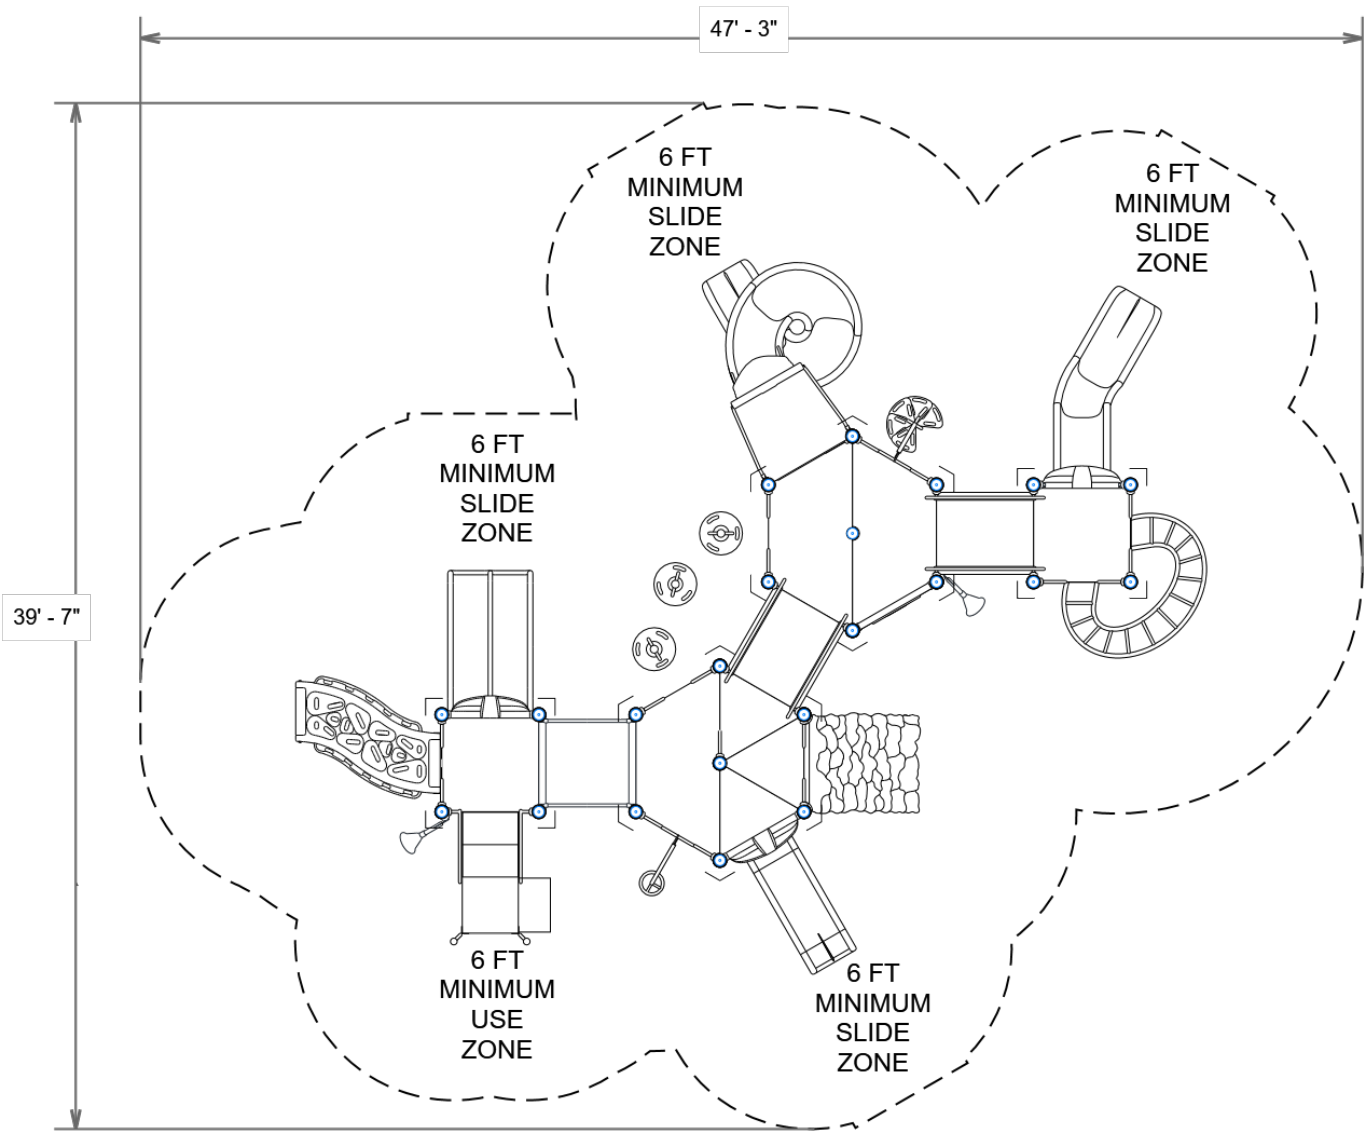 47' - 3"
6 FT
MINIMUM
SLIDE
ZONE
6 FT
MINIMUM
SLIDE
ZONE
6 FT
MINIMUM
SLIDE
ZONE
39' - 7"
6 FT
MINIMUM
USE
ZONE
6 FT
MINIMUM
SLIDE
ZONE